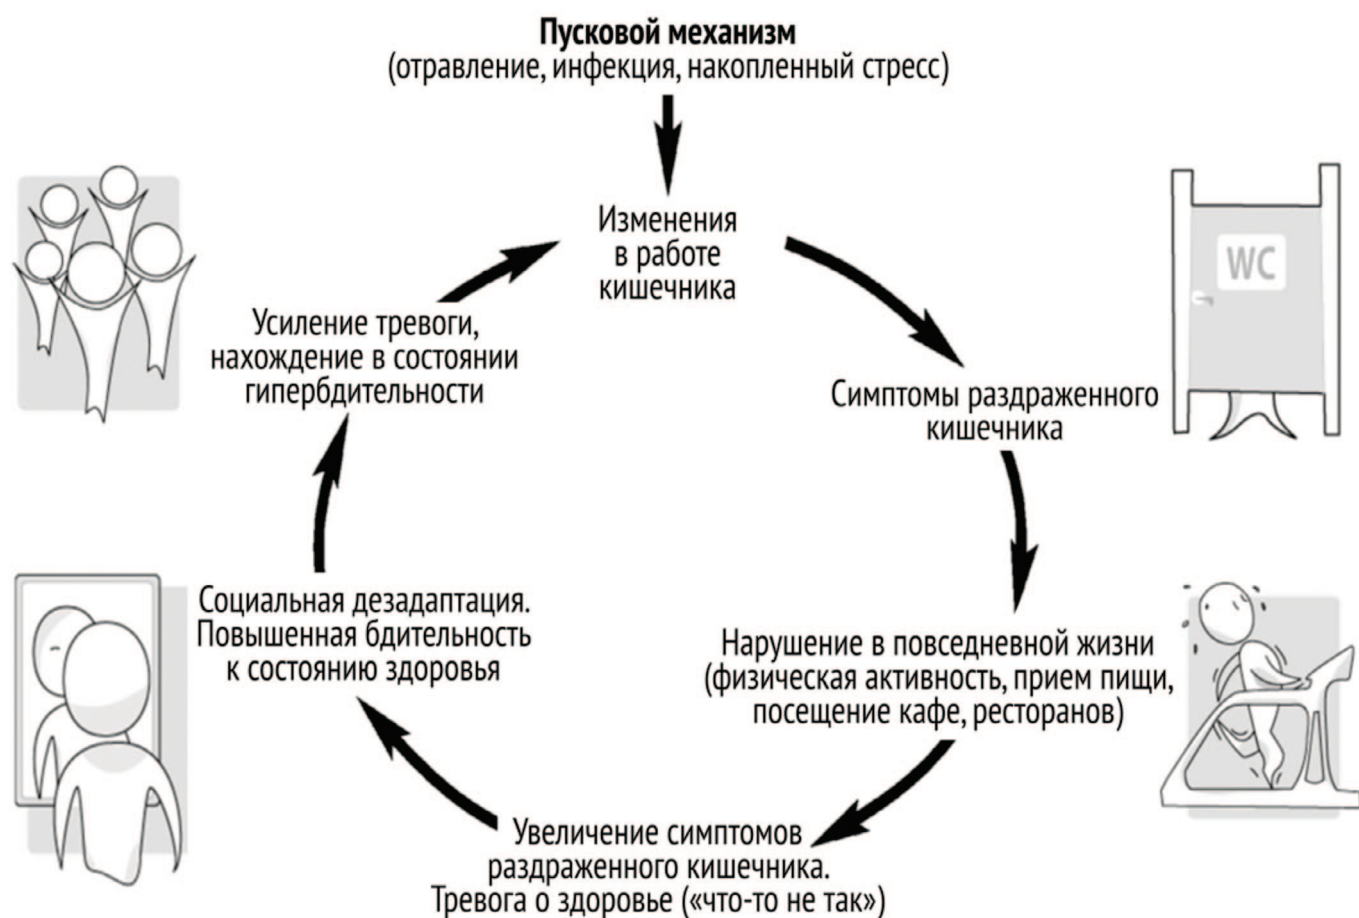 Пусковой механизм
(отравление, инфекция, накопленный стресс)
Изменения
в работе
кишечника
WC
Симптомы раздраженного
кишечника
Нарушение в повседневной жизни
(физическая активность, прием пищи,
посещение кафе, ресторанов)
Увеличение симптомов
раздраженного кишечника.
Тревога о здоровье («что-то не так»)
Социальная дезадаптация.
Повышенная бдительность
к состоянию здоровья
Усиление тревоги,
нахождение в состоянии
гипербдительности